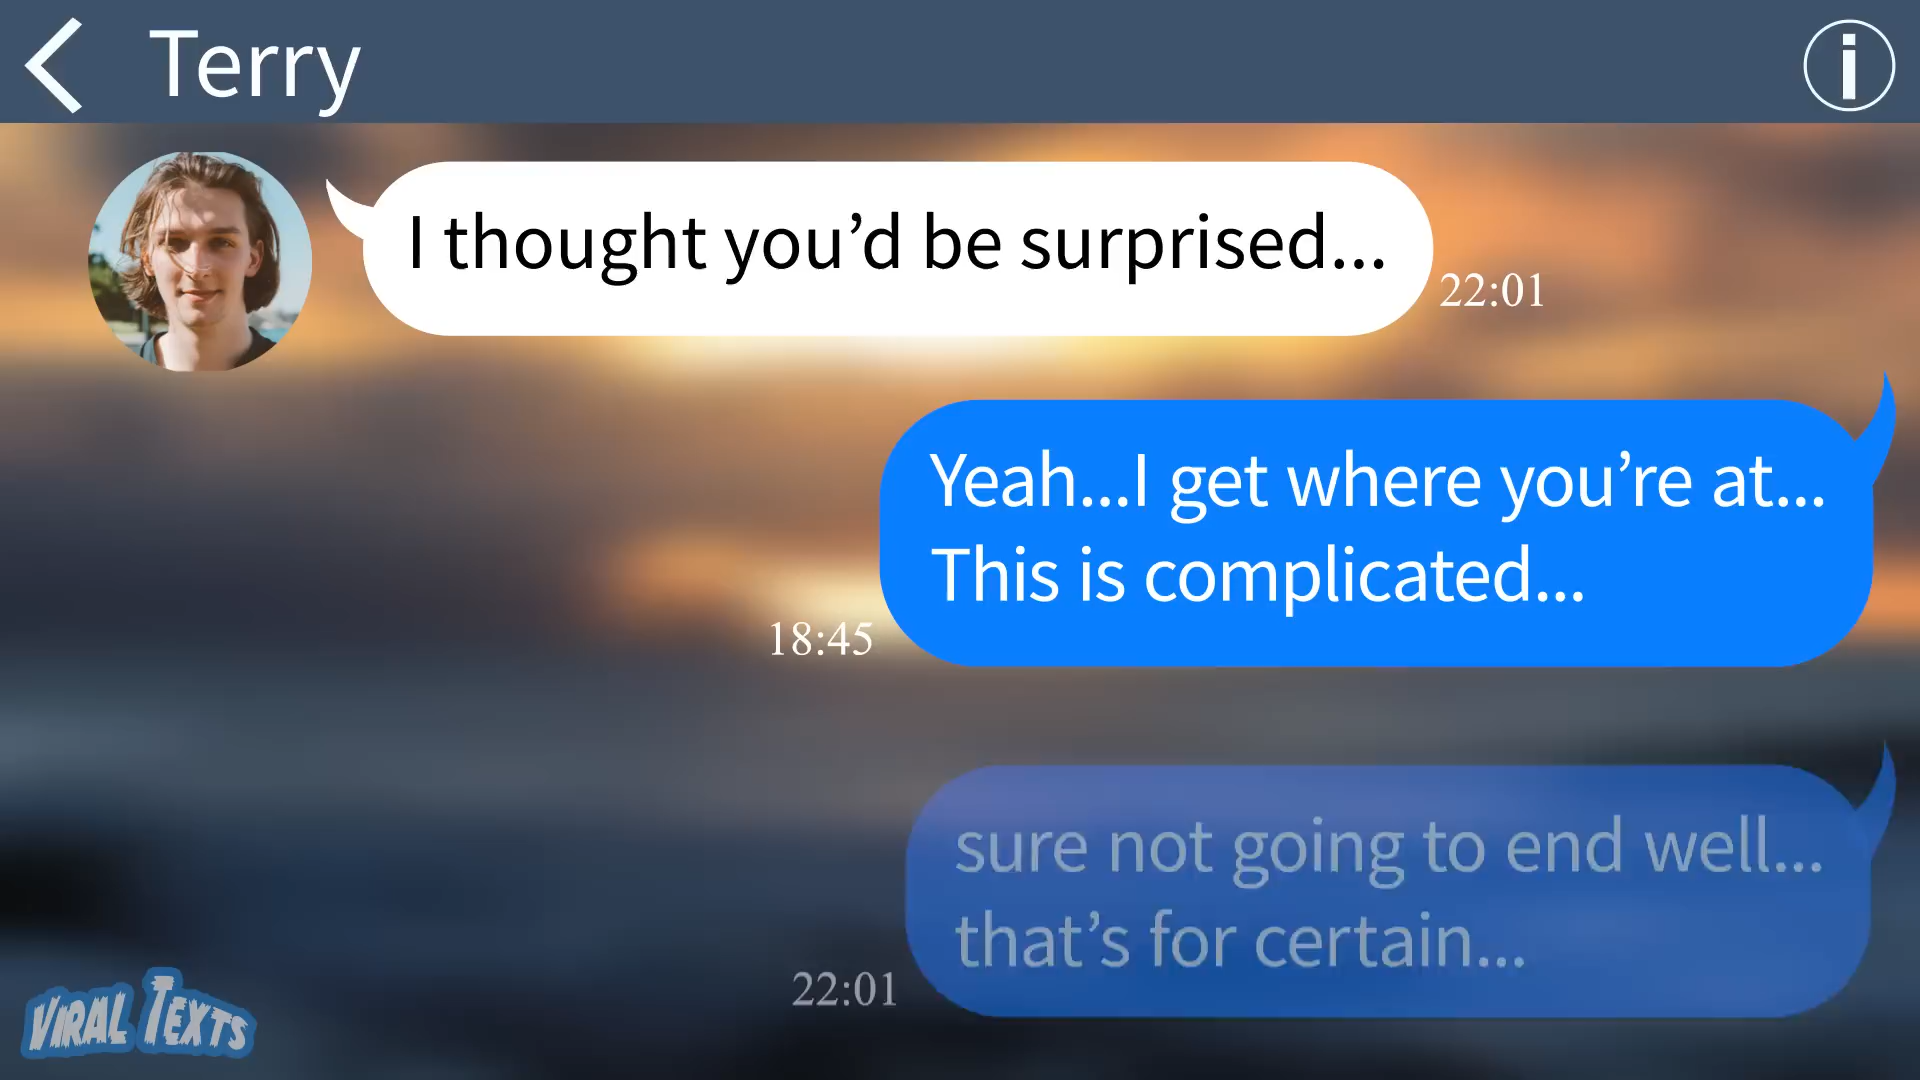 Terry
I thought you’d be surprised...
22:01
Yeah...I get where you’re at...
This is complicated...
18:45
sure not going to end well...
that’s for certain...
22:01
VIRAL TEXTS